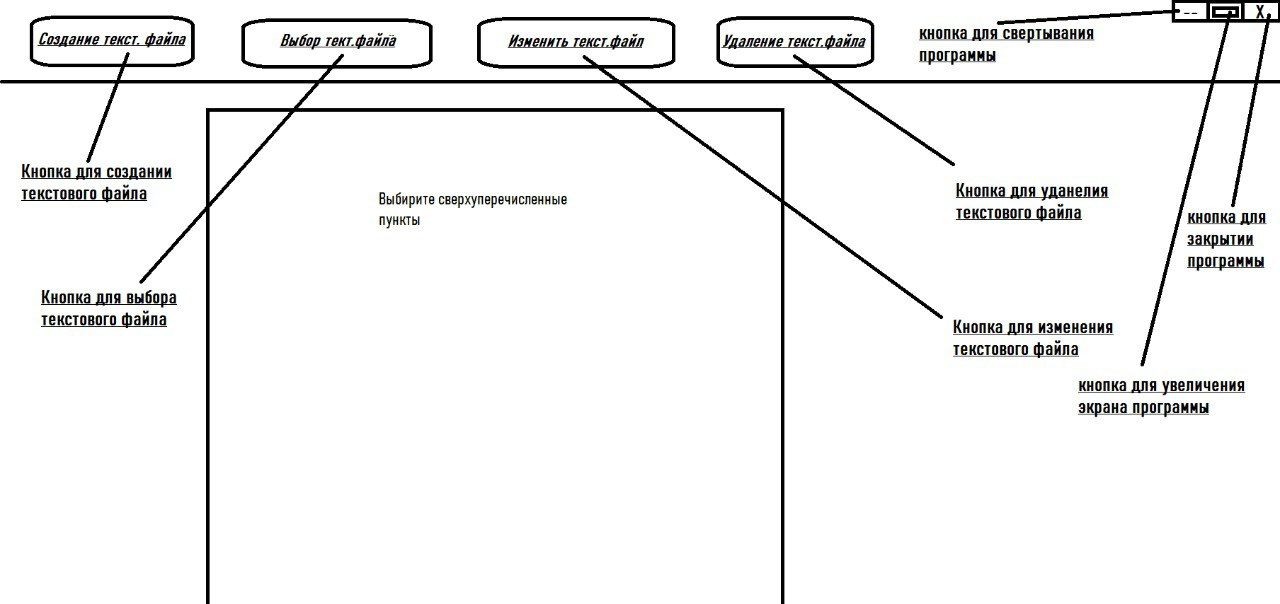 Создание текст. файла
Выбор тект.файла
Изменить текст.файл
Удаление текст.файла
-- X
кнопка для свертывания
программы
Кнопка для создании
текстового файла
Выбирите сверхуперечисленные
пункты
Кнопка для уданелия
текстового файла
кнопка для
закрытии
программы
Кнопка для выбора
текстового файла
Кнопка для изменения
текстового файла
кнопка для увеличения
экрана программы